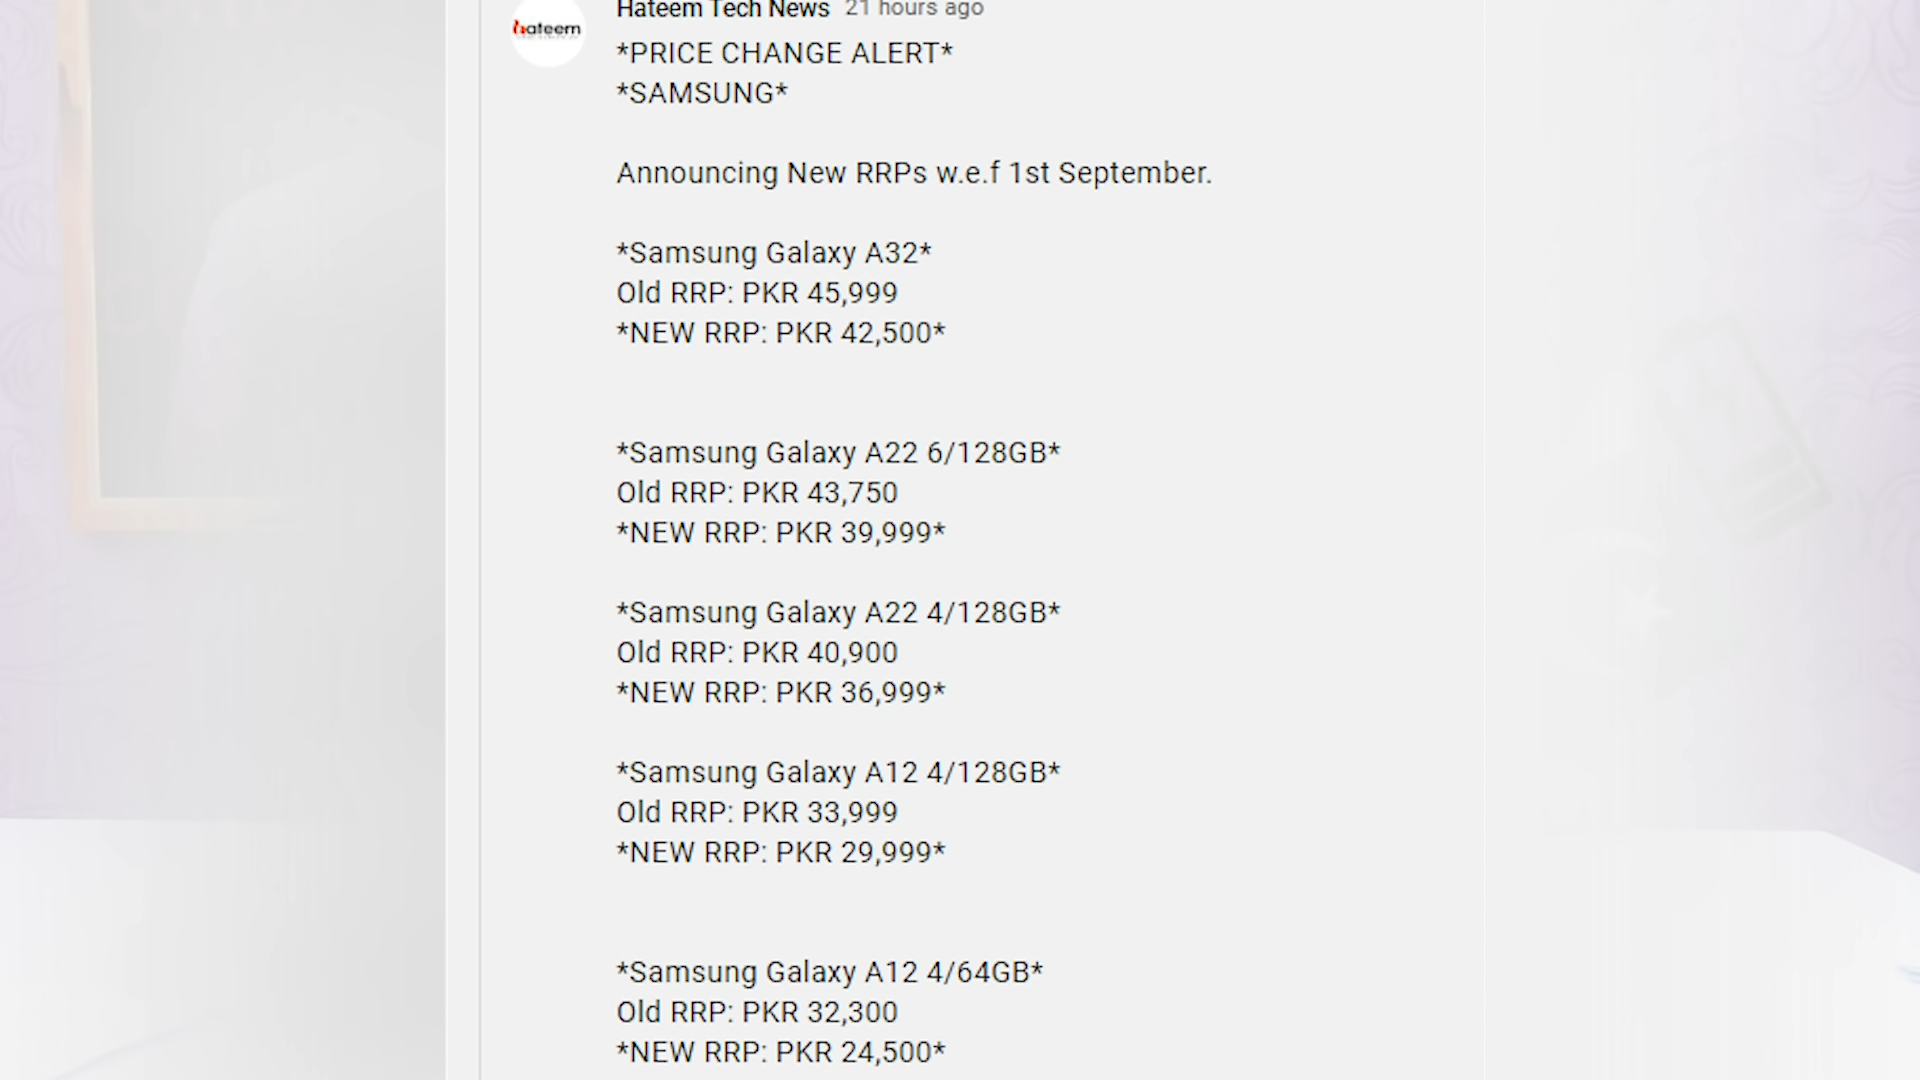 hateem
Hateem Tech News 21 hours ago
*PRICE CHANGE ALERT*
*SAMSUNG*
Announcing New RRPs w.e.f 1st September.
*Samsung Galaxy A32*
Old RRP: PKR 45,999
*NEW RRP: PKR 42,500*
*Samsung Galaxy A22 6/128GB*
Old RRP: PKR 43,750
*NEW RRP: PKR 39,999*
*Samsung Galaxy A22 4/128GB*
Old RRP: PKR 40,900
*NEW RRP: PKR 36,999*
*Samsung Galaxy A12 4/128GB*
Old RRP: PKR 33,999
*NEW RRP: PKR 29,999*
*Samsung Galaxy A12 4/64GB*
Old RRP: PKR 32,300
*NEW RRP: PKR 24,500*